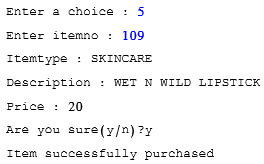 Enter a choice : 5
Enter itemno : 109
Itemtype : SKINCARE
Description : WET N WILD LIPSTICK
Price : 20
Are you sure(y/n)?y
Item successfully purchased